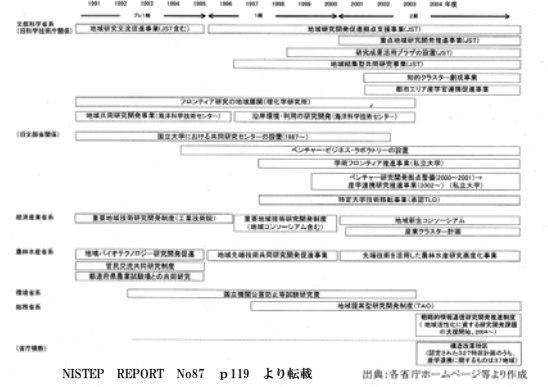 1991 1992 1993 1994 1995 1996 1997 1998 1999 2000 2001 2002 2003 2004 年度
プレ1期 1期 2期
文部科学省系
(旧科学技術庁関係)
地域研究交流促進事業(JST含む)
地域研究開発促進拠点支援事業(JST)
重点地域研究開発推進事業(JST)
研究成果活用プラザの設置(JST)
地域結集型共同研究事業(JST)
知的クラスター創成事業
都市エリア産学官連携促進事業
フロンティア研究の地域展開(理化学研究所)
地域共同研究開発事業(海洋科学技術センター)
沿岸環境・利用の研究開発(海洋科学技術センター)
(旧文部省関係)
国立大学における共同研究センターの設置(1987~)
ベンチャー・ビジネス・ラボラトリーの設置
学術フロンティア推進事業(私立大学)
ベンチャー研究開発拠点整備(2000~2001)→
産学連携研究推進事業(2002~) (私立大学)
特定大学技術移転事業(承認TLO)
経済産業省系
重要地域技術研究開発制度(工業技術院)
重要地域技術研究開発制度
(地域コンソーシアム含む)
地域新生コンソーシアム
産業クラスター計画
農林水産省系
地域バイオテクノロジー研究開発促進
地域先端技術共同研究開発促進事業
先端技術を活用した農林水産研究高度化事業
官民交流共同研究制度
都道府県農業試験場との共同研究
環境省系
国立機関公害防止等試験研究費
総務省系
地域提案型研究開発制度(TAO)
戦略的情報通信研究開発推進制度
(地域活性化に資する研究開発課題
の支援開始、2004~)
(省庁横断)
構造改革特区
(認定された327特区計画のうち、
産学連携に関するものは37地域)
NISTEP REPORT No87 p119 より転載
出典:各省庁ホームページ等より作成